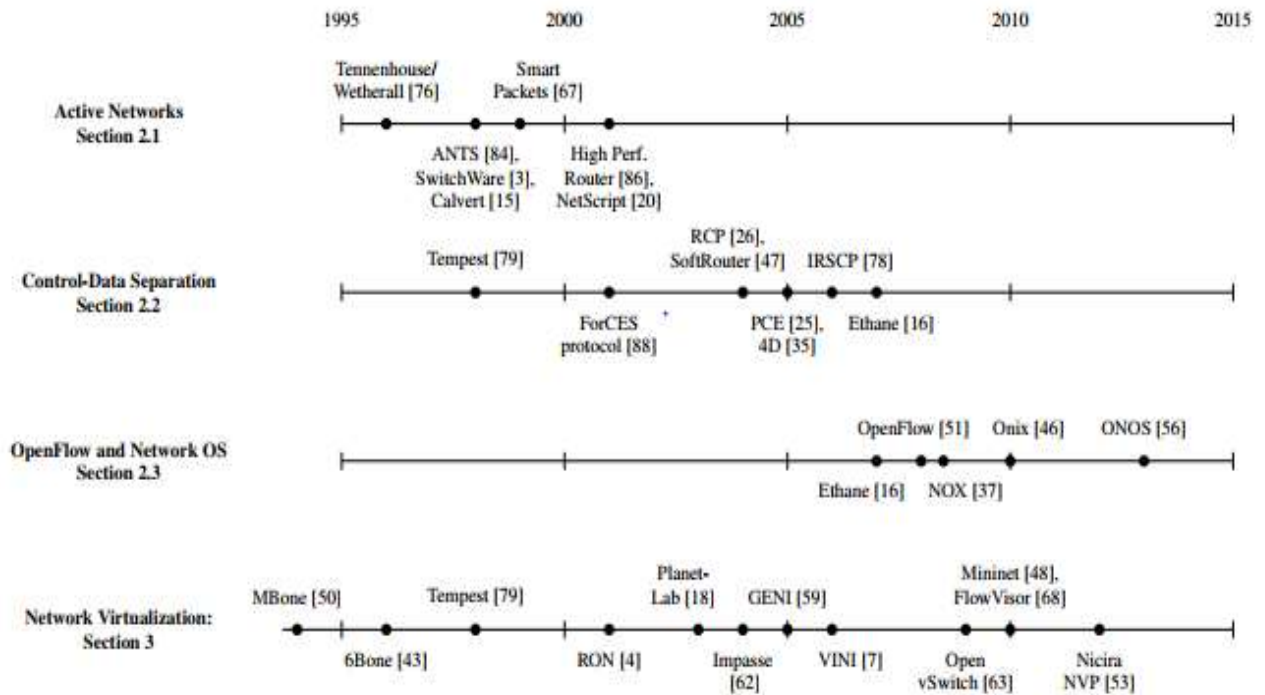 1995 2000 2005 2010 2015
Tennenhouse/ Smart
Wetherall [76] Packets [67]
Active Networks
Section 2.1
ANTS [84], High Perf.
SwitchWare [3], Router [86],
Calvert [15] NetScript [20]
RCP [26],
Tempest [79] SoftRouter [47] IRSCP [78]
Control-Data Separation
Section 2.2
ForCES PCE [25], Ethane [16]
protocol [88] 4D [35]
OpenFlow [51] Onix [46] ONOS [56]
OpenFlow and Network OS
Section 2.3
Ethane [16] NOX [37]
Planet- Mininet [48],
MBone [50] Tempest [79] Lab [18] GENI [59] FlowVisor [68]
Network Virtualization:
Section 3
6Bone [43] RON [4] Impasse VINI [7] Open Nicira
[62] vSwitch [63] NVP [53]